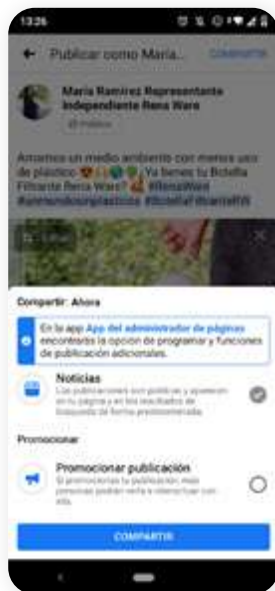 13:26
Publicar como María... COMPARTIR
María Ramírez Representante
Independiente Rena Ware
Público
Amamos un medio ambiente con menos uso
de plástico Ya tienes tu Botella
Filtrante Rena Ware? #RenaWare
#unmundosinplasticos #BotellaFiltranteRW
Editar
Compartir: Ahora
En la app App del administrador de páginas
encontrarás la opción de programar y funciones
de publicación adicionales.
Noticias
Las publicaciones son públicas y aparecen
en tu página y en los resultados de
búsqueda de forma predeterminada.
Promocionar
Promocionar publicación
Si promocionas tu publicación, más
personas podrán verla e interactuar con
ella.
COMPARTIR